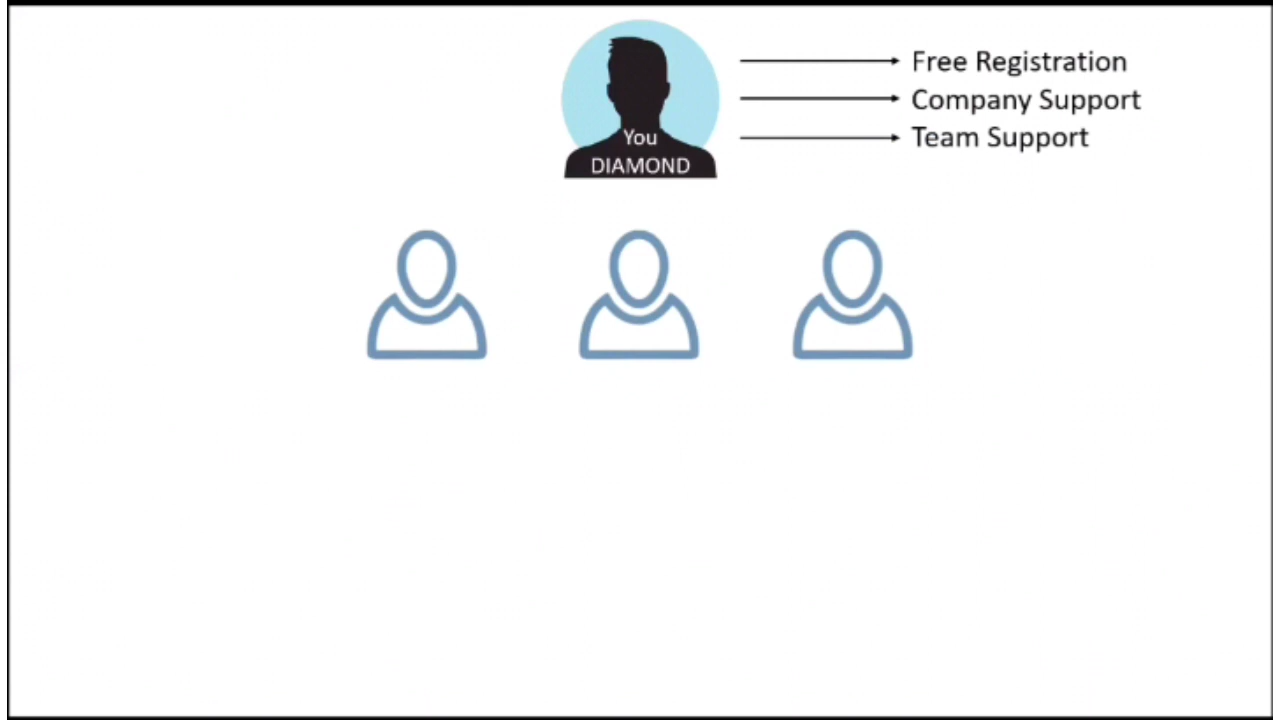 Free Registration
Company Support
Team Support
You
DIAMOND